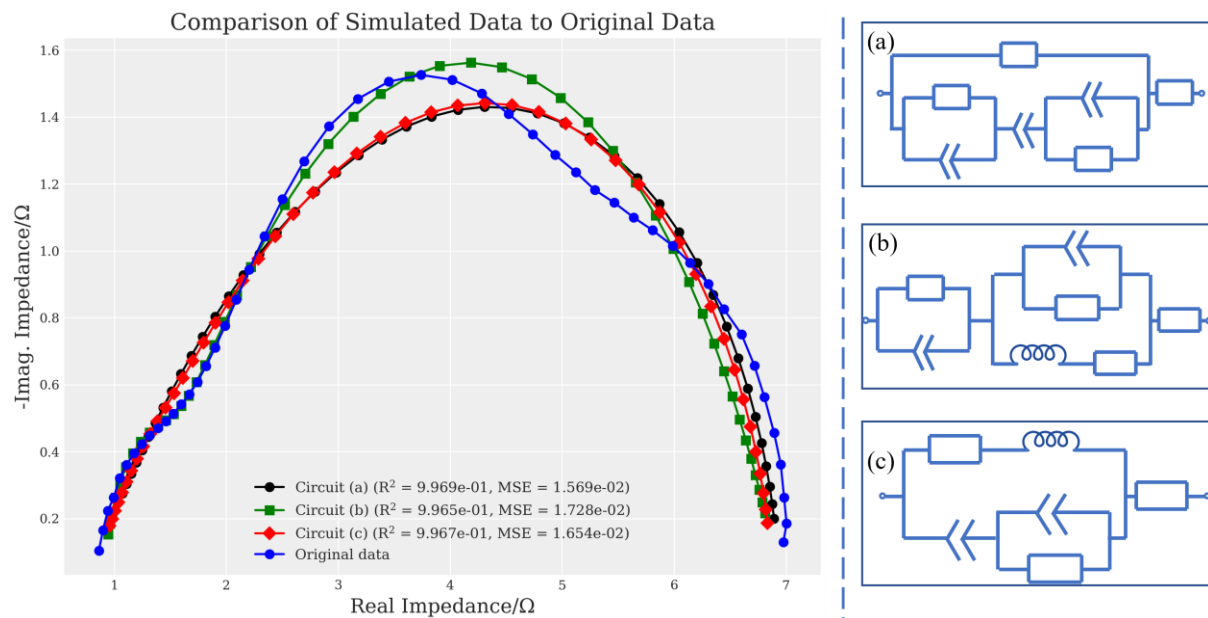 Comparison of Simulated Data to Original Data
-Imag. Impedance/Ω
1.6
1.4
1.2
1.0
0.8
0.6
0.4
0.2
Circuit (a) (R² = 9.969e-01, MSE = 1.569e-02)
Circuit (b) (R² = 9.965e-01, MSE = 1.728e-02)
Circuit (c) (R² = 9.967e-01, MSE = 1.654e-02)
Original data
1 2 3 4 5 6 7
Real Impedance/Ω
(a)
(b)
(c)